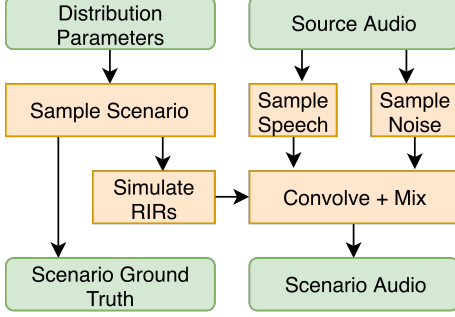 Distribution
Parameters
Source Audio
Sample Scenario
Sample
Speech
Sample
Noise
Simulate
RIRs
Convolve + Mix
Scenario Ground
Truth
Scenario Audio